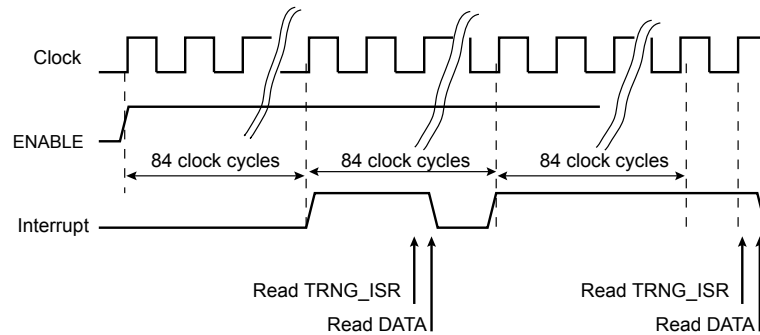 Clock
ENABLE
84 clock cycles 84 clock cycles 84 clock cycles
Interrupt
Read TRNG_ISR Read TRNG_ISR
Read DATA Read DATA